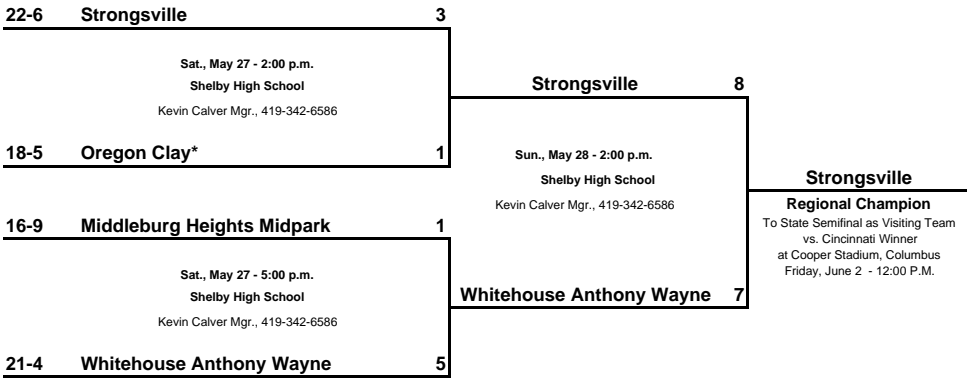 22-6 Strongsville 3
Sat., May 27 - 2:00 p.m.
Shelby High School
Kevin Calver Mgr., 419-342-6586
18-5 Oregon Clay* 1
Strongsville 8
Sun., May 28 - 2:00 p.m.
Shelby High School
Kevin Calver Mgr., 419-342-6586
16-9 Middleburg Heights Midpark 1
Sat., May 27 - 5:00 p.m.
Shelby High School
Kevin Calver Mgr., 419-342-6586
21-4 Whitehouse Anthony Wayne 5
Whitehouse Anthony Wayne 7
Strongsville
Regional Champion
To State Semifinal as Visiting Team
vs. Cincinnati Winner
at Cooper Stadium, Columbus
Friday, June 2 - 12:00 P.M.